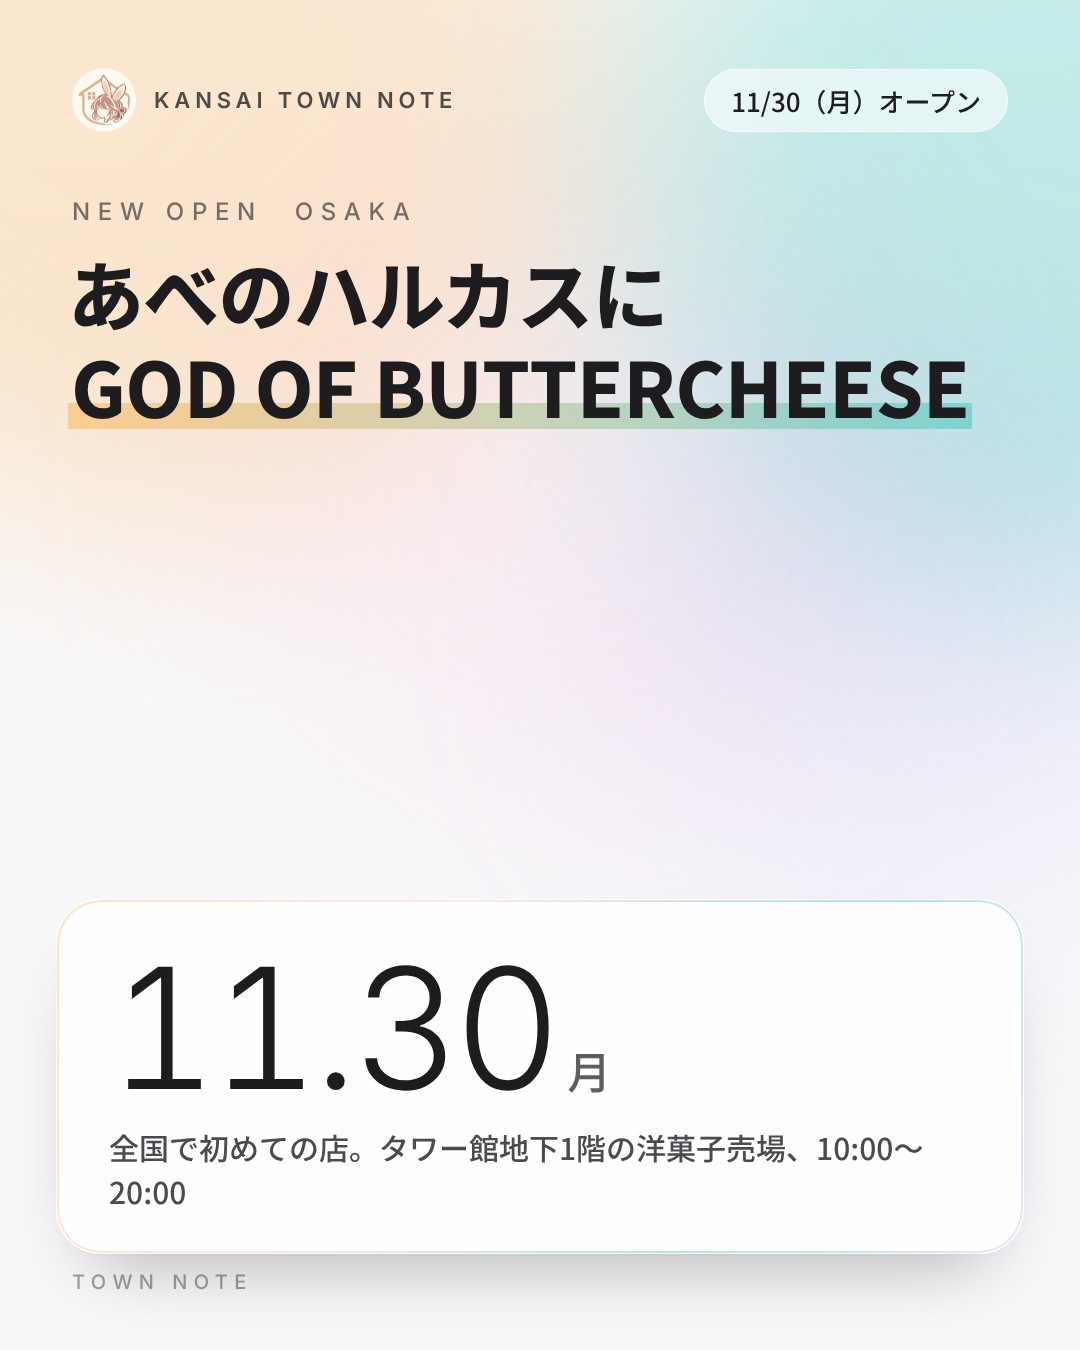 KANSAI TOWN NOTE
11/30（月）オープン
NEW OPEN OSAKA
あべのハルカスに
GOD OF BUTTERCHEESE
11.30 月
全国で初めての店。タワー館地下1階の洋菓子売場、10:00〜
20:00
TOWN NOTE